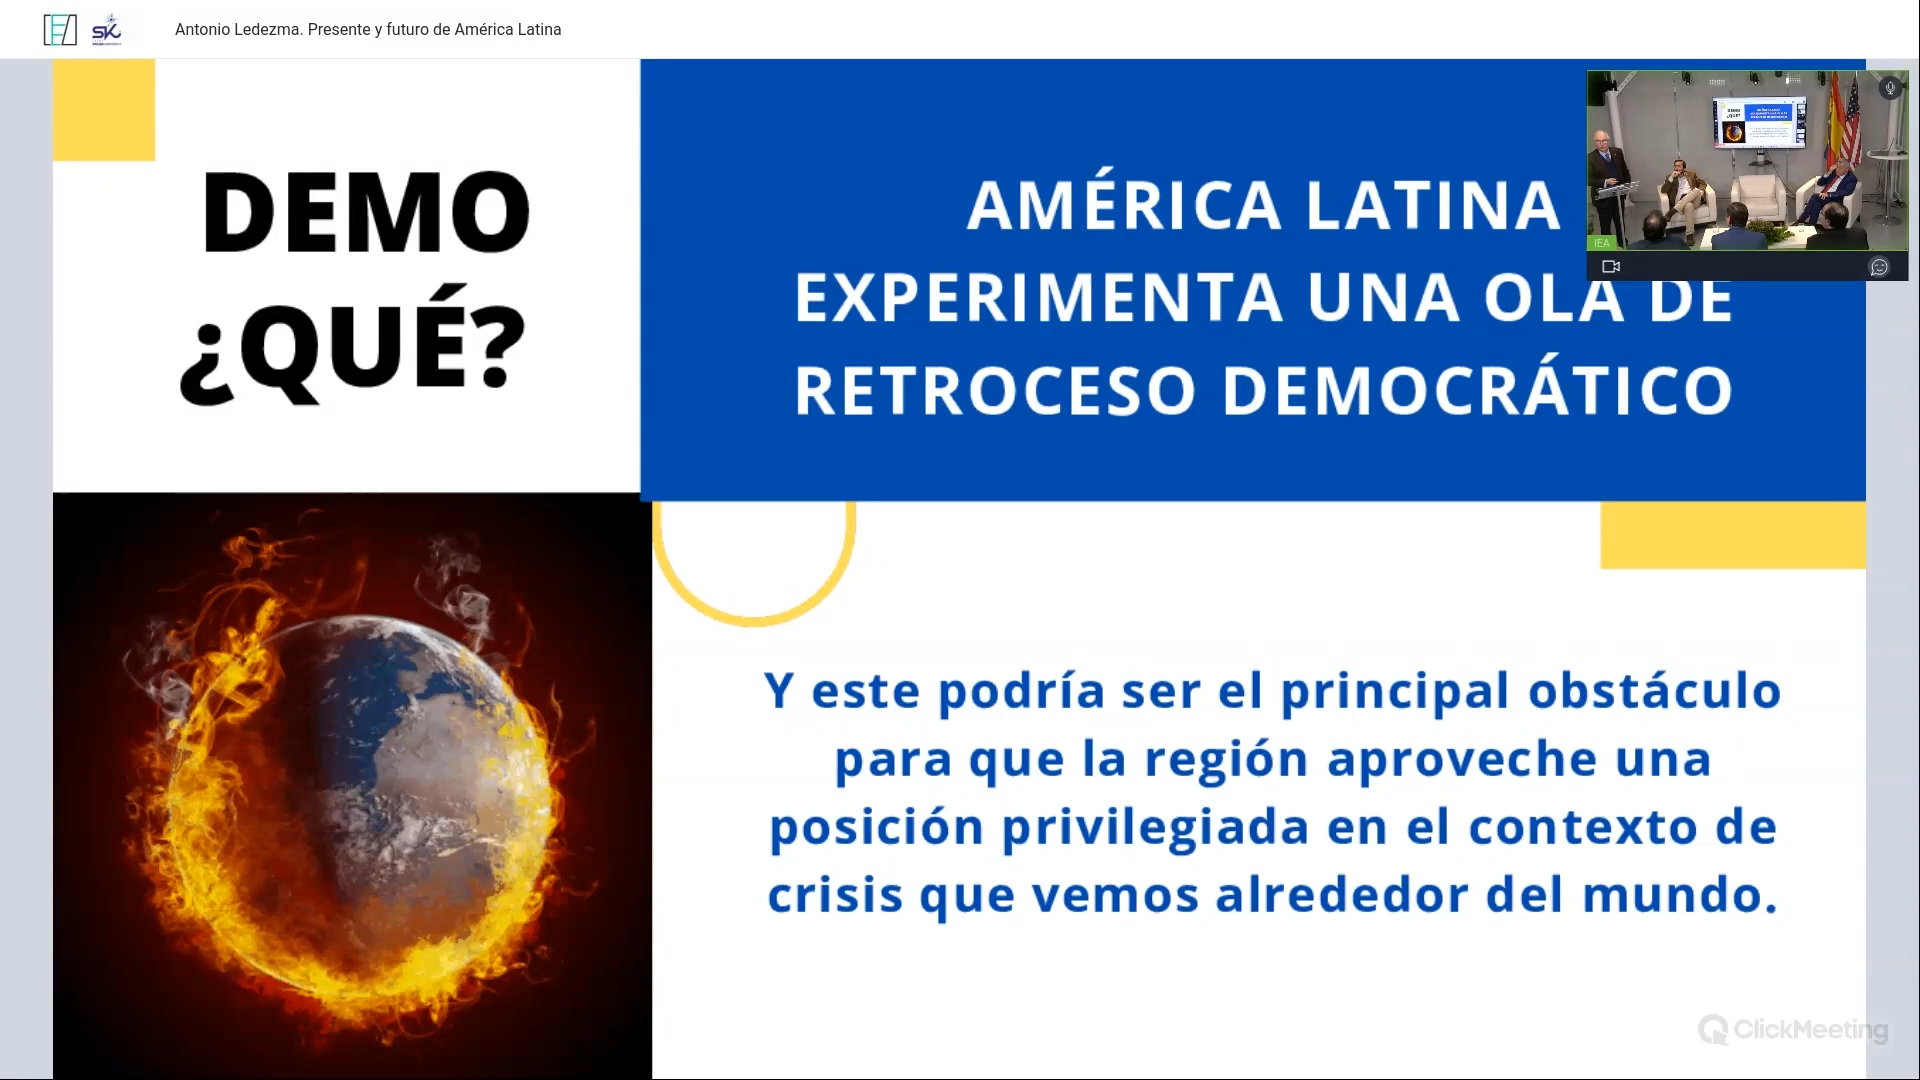 Antonio Ledezma. Presente y futuro de América Latina
SK
DEMO
¿QUÉ?
AMÉRICA LATINA
EXPERIMENTA UNA OLA DE
RETROCESO DEMOCRÁTICO
IEA
Y este podría ser el principal obstáculo
para que la región aproveche una
posición privilegiada en el contexto de
crisis que vemos alrededor del mundo.
ClickMeeting